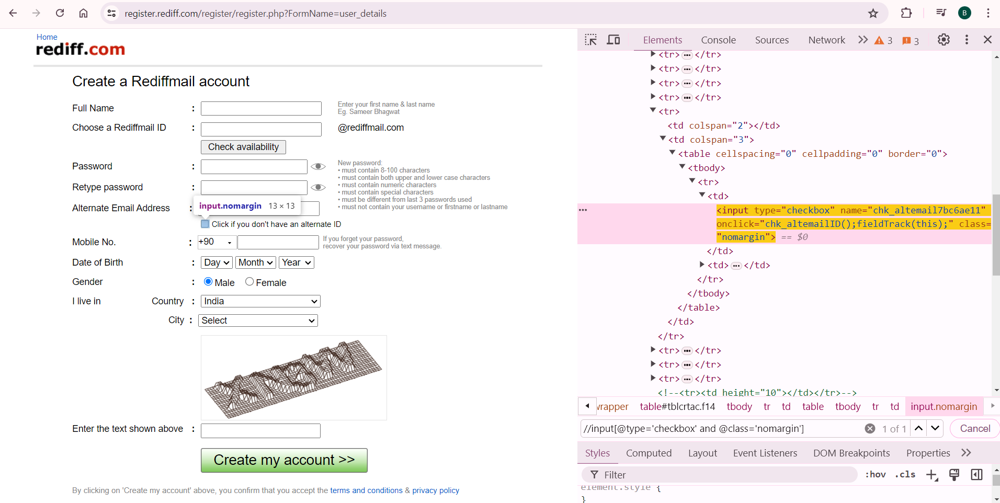 register.rediff.com/register/register.php?FormName=user_details
B
Home
rediff.com
Create a Rediffmail account
Full Name :
Enter your first name & last name
Eg. Sameer Bhagwat
Choose a Rediffmail ID : @rediffmail.com
Check availability
Password :
Retype password :
New password:
• must contain 8-100 characters
• must contain both upper and lower case characters
• must contain numeric characters
• must contain special characters
• must be different from last 3 passwords used
• must not contain your username or firstname or lastname
input.nomargin 13 × 13
Alternate Email Address :
Click if you don't have an alternate ID
Mobile No. : +90
If you forget your password,
recover your password via text message.
Date of Birth : Day Month Year
Gender : Male Female
I live in Country : India
City : Select
Enter the text shown above :
Create my account >>
By clicking on 'Create my account' above, you confirm that you accept the terms and conditions & privacy policy
Elements Console Sources Network 3 3
<tr> ••• </tr>
<tr> ••• </tr>
<tr> ••• </tr>
<tr> ••• </tr>
<tr>
<td colspan="2"></td>
<td colspan="3">
<table cellspacing="0" cellpadding="0" border="0">
<tbody>
<tr>
<td>
<input type="checkbox" name="chk_altemail7bc6ae11"
onclick="chk_altemailID();fieldTrack(this);" class=
"nomargin"> == $0
</td>
<td> ••• </td>
</tr>
</tbody>
</table>
</td>
</tr>
<tr> ••• </tr>
<tr> ••• </tr>
<tr> ••• </tr>
<!--<tr><td height="10"></td></tr>-->
wrapper table#tblcrtac.f14 tbody tr td table tbody tr td input.nomargin
//input[@type='checkbox' and @class='nomargin'] 1 of 1 Cancel
Styles Computed Layout Event Listeners DOM Breakpoints Properties
Filter :hov .cls
element.style {
}